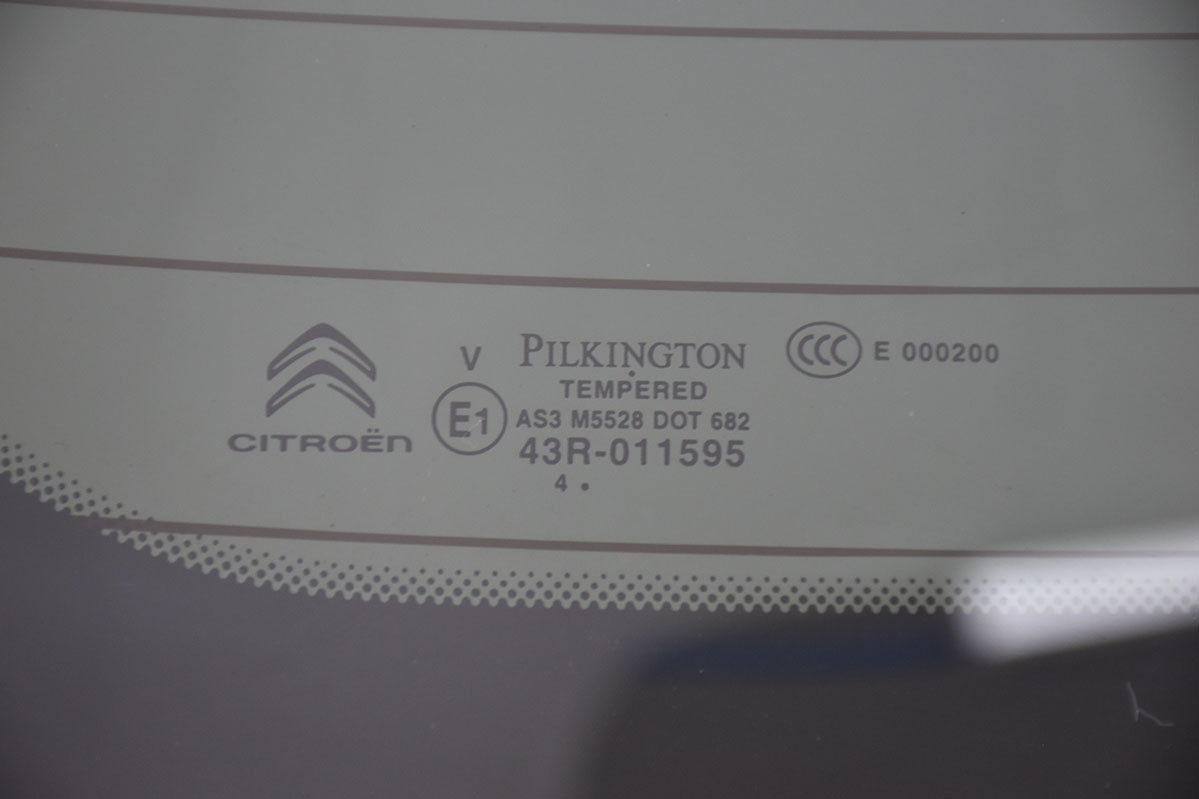 CITROËN
V
E1
PILKINGTON
TEMPERED
AS3 M5528 DOT 682
43R-011595
4 .
CCC E 000200